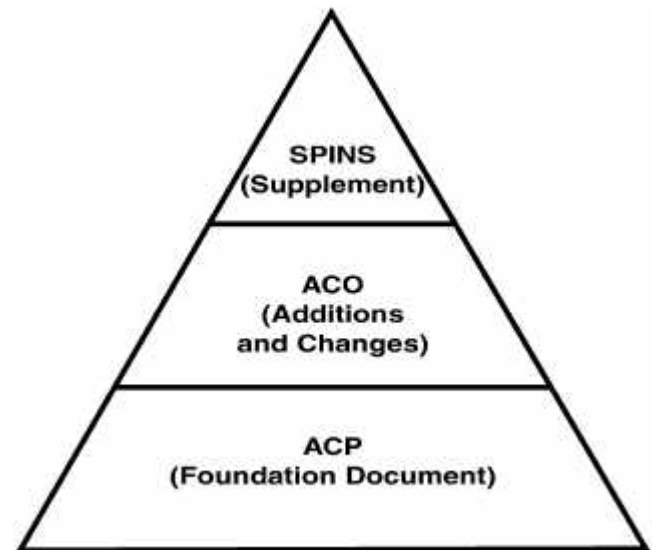 SPINS
(Supplement)
ACO
(Additions
and Changes)
ACP
(Foundation Document)